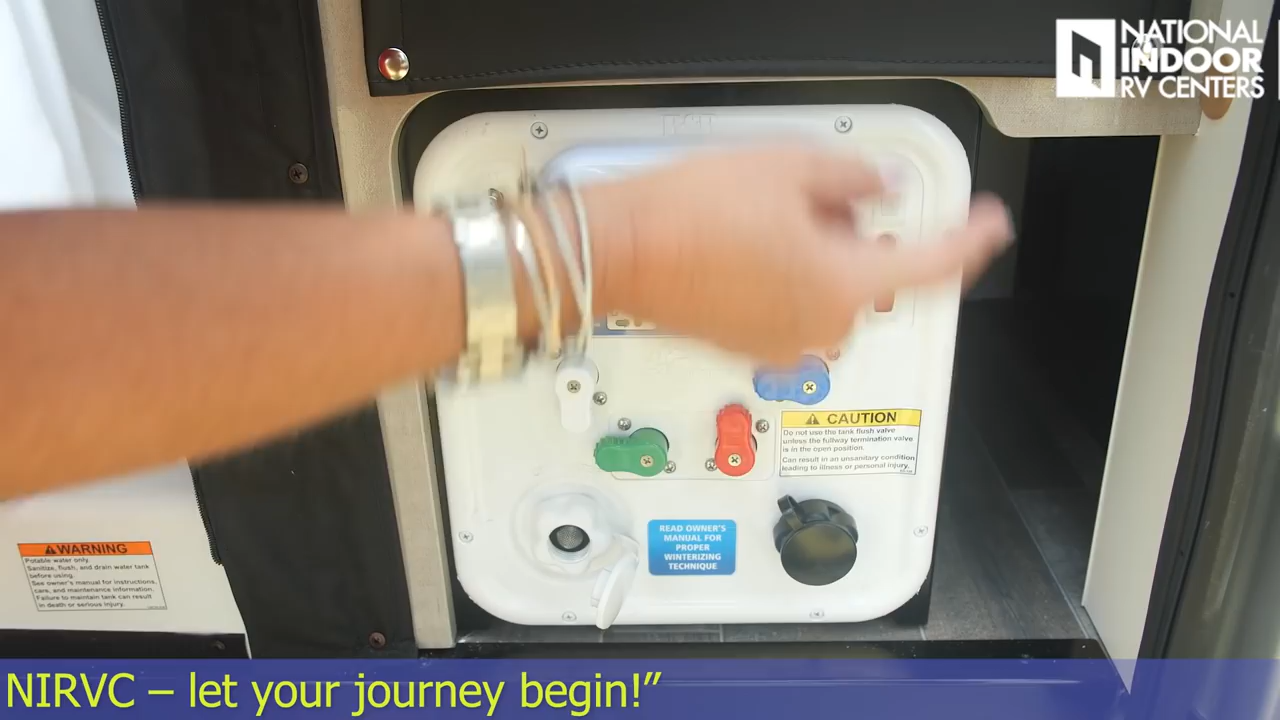 NATIONAL
INDOOR
RV CENTERS
CAUTION
Do not use the tank flush valve
unless the fullway termination valve
is in the open position.
Can result in an unsanitary condition
leading to illness or personal injury.
READ OWNER'S
MANUAL FOR
PROPER
WINTERIZING
TECHNIQUE
WARNING
Potable water only.
Sanitize, flush, and drain water tank
before using.
See owner's manual for instructions,
care, and maintenance information.
Failure to maintain tank can result
in death or serious injury.
NIRVC – let your journey begin!”